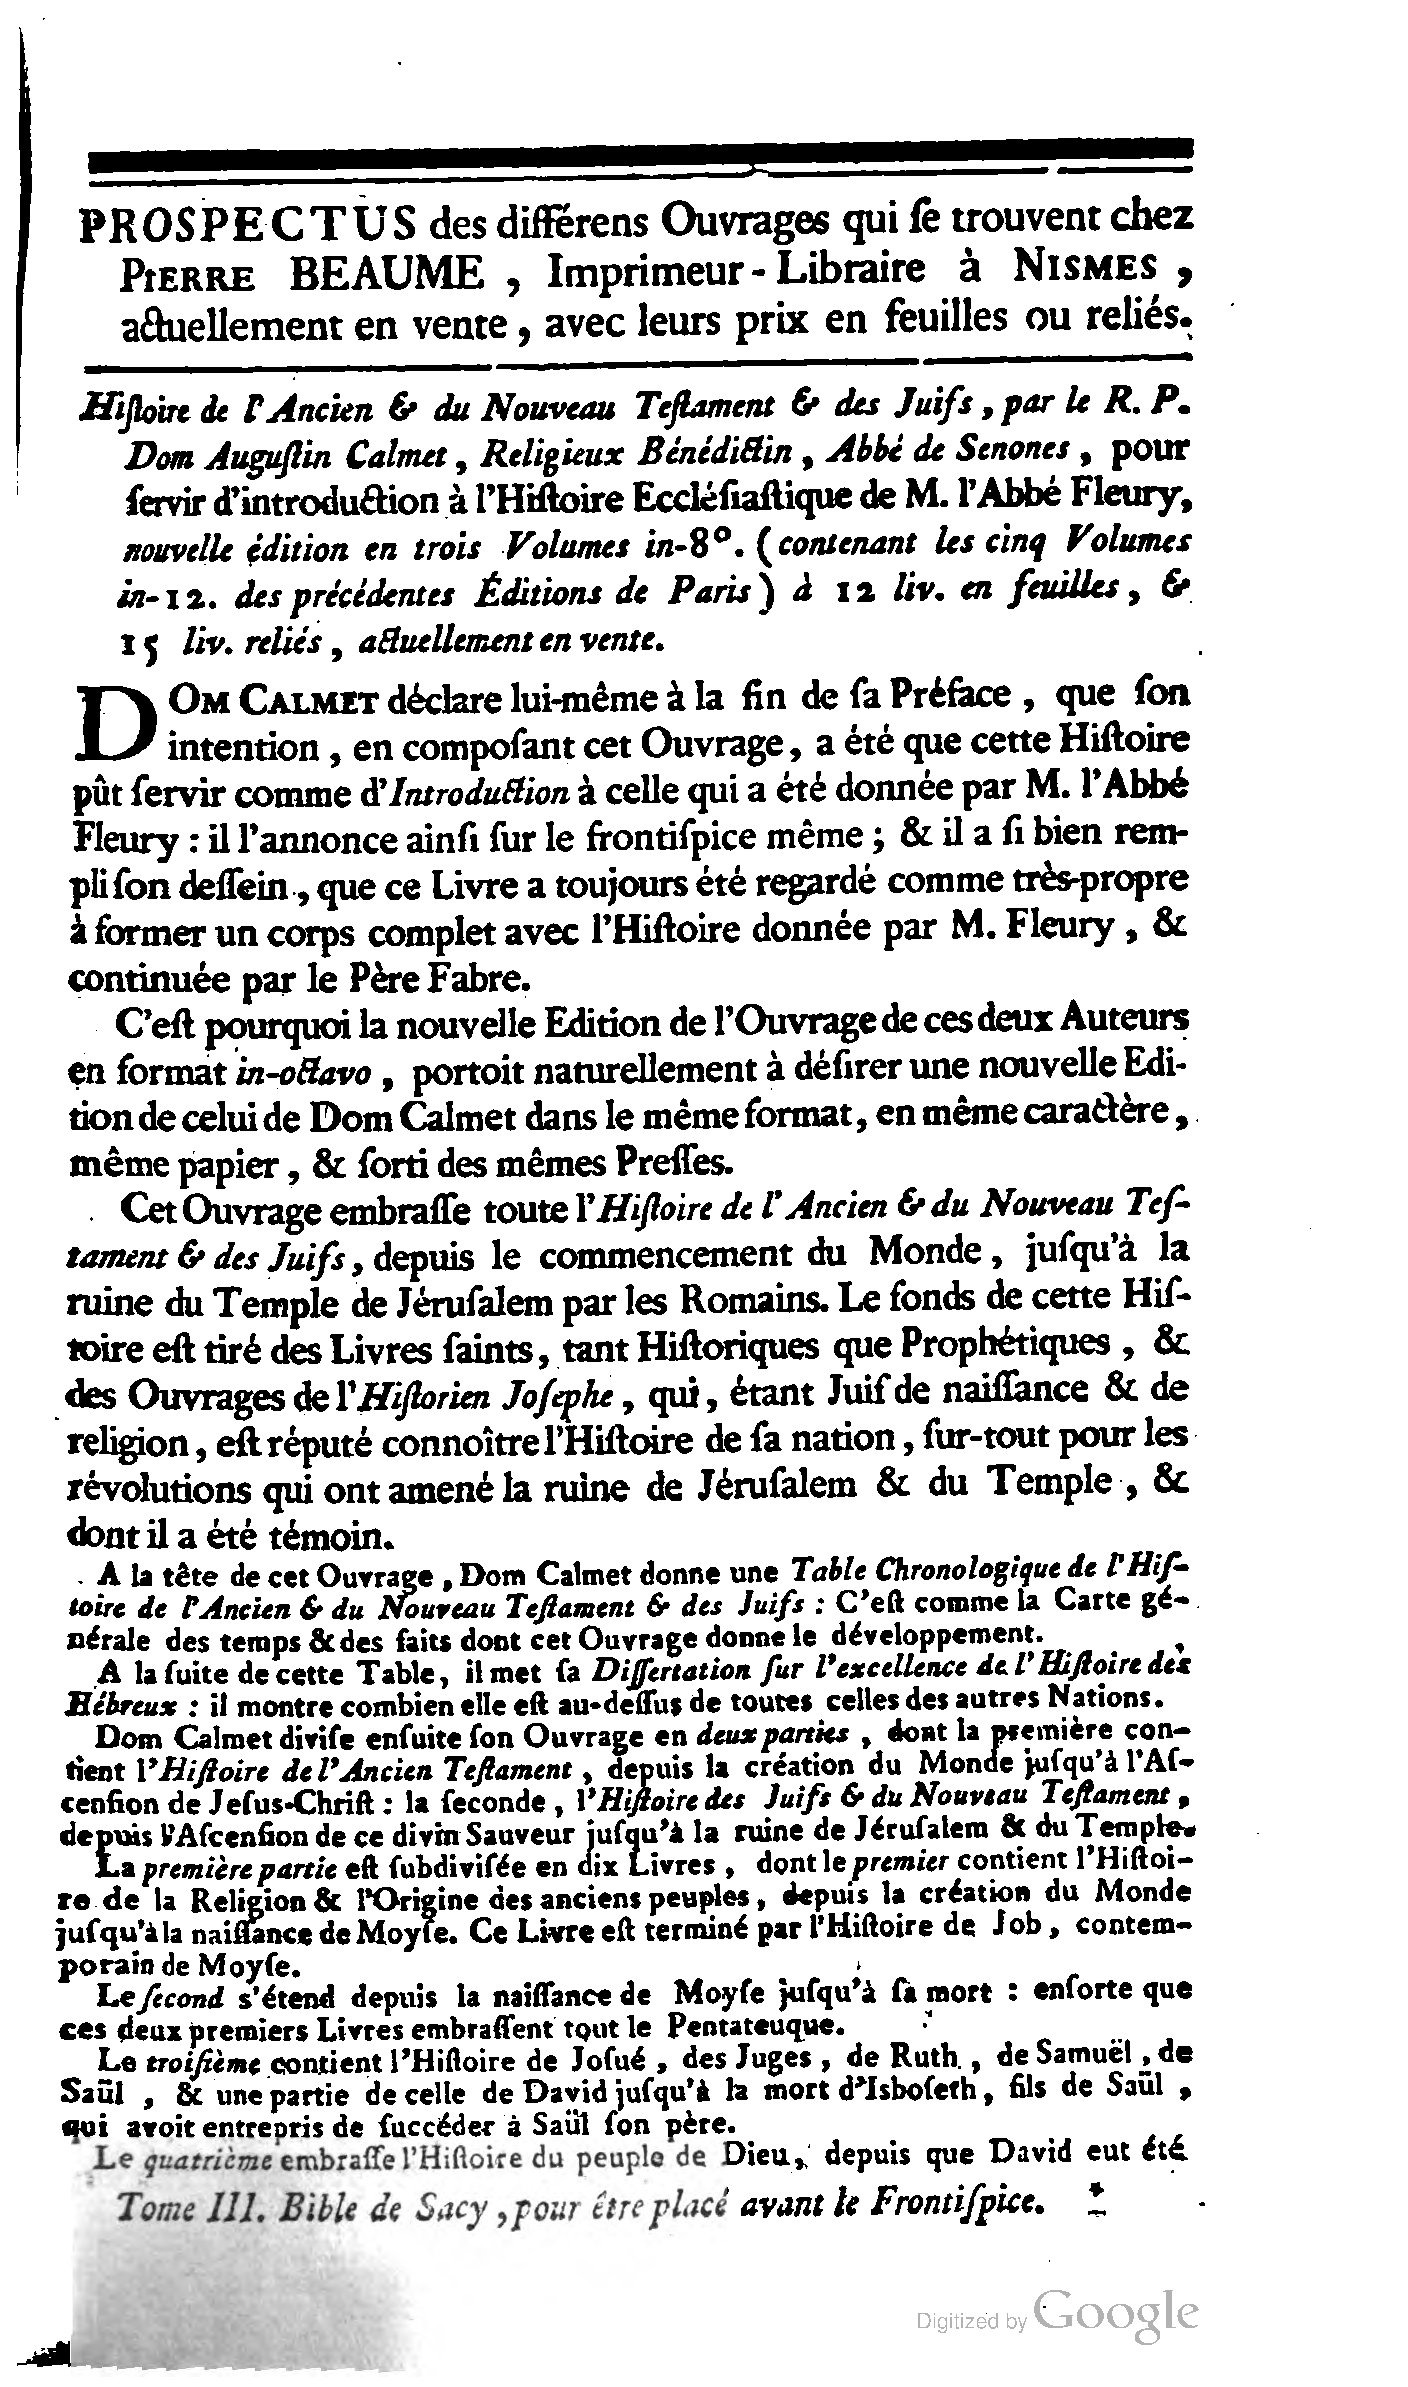 PROSPECTUS des différens Ouvrages qui ſe trouvent chez
PIERRE BEAUME , Imprimeur-Libraire à NISMES ,
actuellement en vente , avec leurs prix en feuilles ou reliés.
Hiſtoire de l'Ancien & du Nouveau Teſtament & des Juifs , par le R. P.
Dom Auguſtin Calmet , Religieux Bénédictin , Abbé de Senones , pour
ſervir d'introduction à l'Hiſtoire Eccléſiaſtique de M. l'Abbé Fleury,
nouvelle édition en trois Volumes in-8°. ( contenant les cinq Volumes
in-12. des précédentes Éditions de Paris ) à 12 liv. en feuilles , &
15 liv. reliés , actuellement en vente.
DOM CALMET déclare lui-même à la fin de ſa Préface , que ſon
intention , en compoſant cet Ouvrage, a été que cette Hiſtoire
pût ſervir comme d'Introduction à celle qui a été donnée par M. l'Abbé
Fleury : il l'annonce ainſi ſur le frontiſpice même ; & il a ſi bien rem-
pli ſon deſſein , que ce Livre a toujours été regardé comme très-propre
à former un corps complet avec l'Hiſtoire donnée par M. Fleury , &
continuée par le Père Fabre.
C'eſt pourquoi la nouvelle Edition de l'Ouvrage de ces deux Auteurs
en format in-octavo , portoit naturellement à déſirer une nouvelle Edi-
tion de celui de Dom Calmet dans le même format, en même caractère ,
même papier , & ſorti des mêmes Preſſes.
Cet Ouvrage embraſſe toute l'Hiſtoire de l'Ancien & du Nouveau Teſ-
tament & des Juifs , depuis le commencement du Monde , juſqu'à la
ruine du Temple de Jéruſalem par les Romains. Le fonds de cette Hiſ-
toire eſt tiré des Livres ſaints , tant Hiſtoriques que Prophétiques , &
des Ouvrages de l'Hiſtorien Joſephe , qui , étant Juif de naiſſance & de
religion , eſt réputé connoître l'Hiſtoire de ſa nation , ſur-tout pour les
révolutions qui ont amené la ruine de Jéruſalem & du Temple , &
dont il a été témoin.
A la tête de cet Ouvrage , Dom Calmet donne une Table Chronologique de l'Hiſ-
toire de l'Ancien & du Nouveau Teſtament & des Juifs : C'eſt comme la Carte gé-
nérale des temps & des faits dont cet Ouvrage donne le développement.
A la ſuite de cette Table, il met ſa Diſſertation ſur l'excellence de l'Hiſtoire des
Hébreux : il montre combien elle eſt au-deſſus de toutes celles des autres Nations.
Dom Calmet diviſe enſuite ſon Ouvrage en deux parties , dont la première con-
tient l'Hiſtoire de l'Ancien Teſtament , depuis la création du Monde juſqu'à l'Aſ-
cenſion de Jeſus-Chriſt : la ſeconde , l'Hiſtoire des Juifs & du Nouveau Teſtament ,
depuis l'Aſcenſion de ce divin Sauveur juſqu'à la ruine de Jéruſalem & du Temple.
La première partie eſt ſubdiviſée en dix Livres , dont le premier contient l'Hiſtoi-
re de la Religion & l'Origine des anciens peuples , depuis la création du Monde
juſqu'à la naiſſance de Moyſe. Ce Livre eſt terminé par l'Hiſtoire de Job , contem-
porain de Moyſe.
Le ſecond s'étend depuis la naiſſance de Moyſe juſqu'à ſa mort : enſorte que
ces deux premiers Livres embraſſent tout le Pentateuque.
Le troiſième contient l'Hiſtoire de Joſué , des Juges , de Ruth , de Samuël , de
Saül , & une partie de celle de David juſqu'à la mort d'Isboſeth , fils de Saül ,
qui avoit entrepris de ſuccéder à Saül ſon père.
Le quatrième embraſſe l'Hiſtoire du peuple de Dieu , depuis que David eut été
Tome III. Bible de Sacy , pour être placé avant le Frontiſpice. *
Digitized by Google